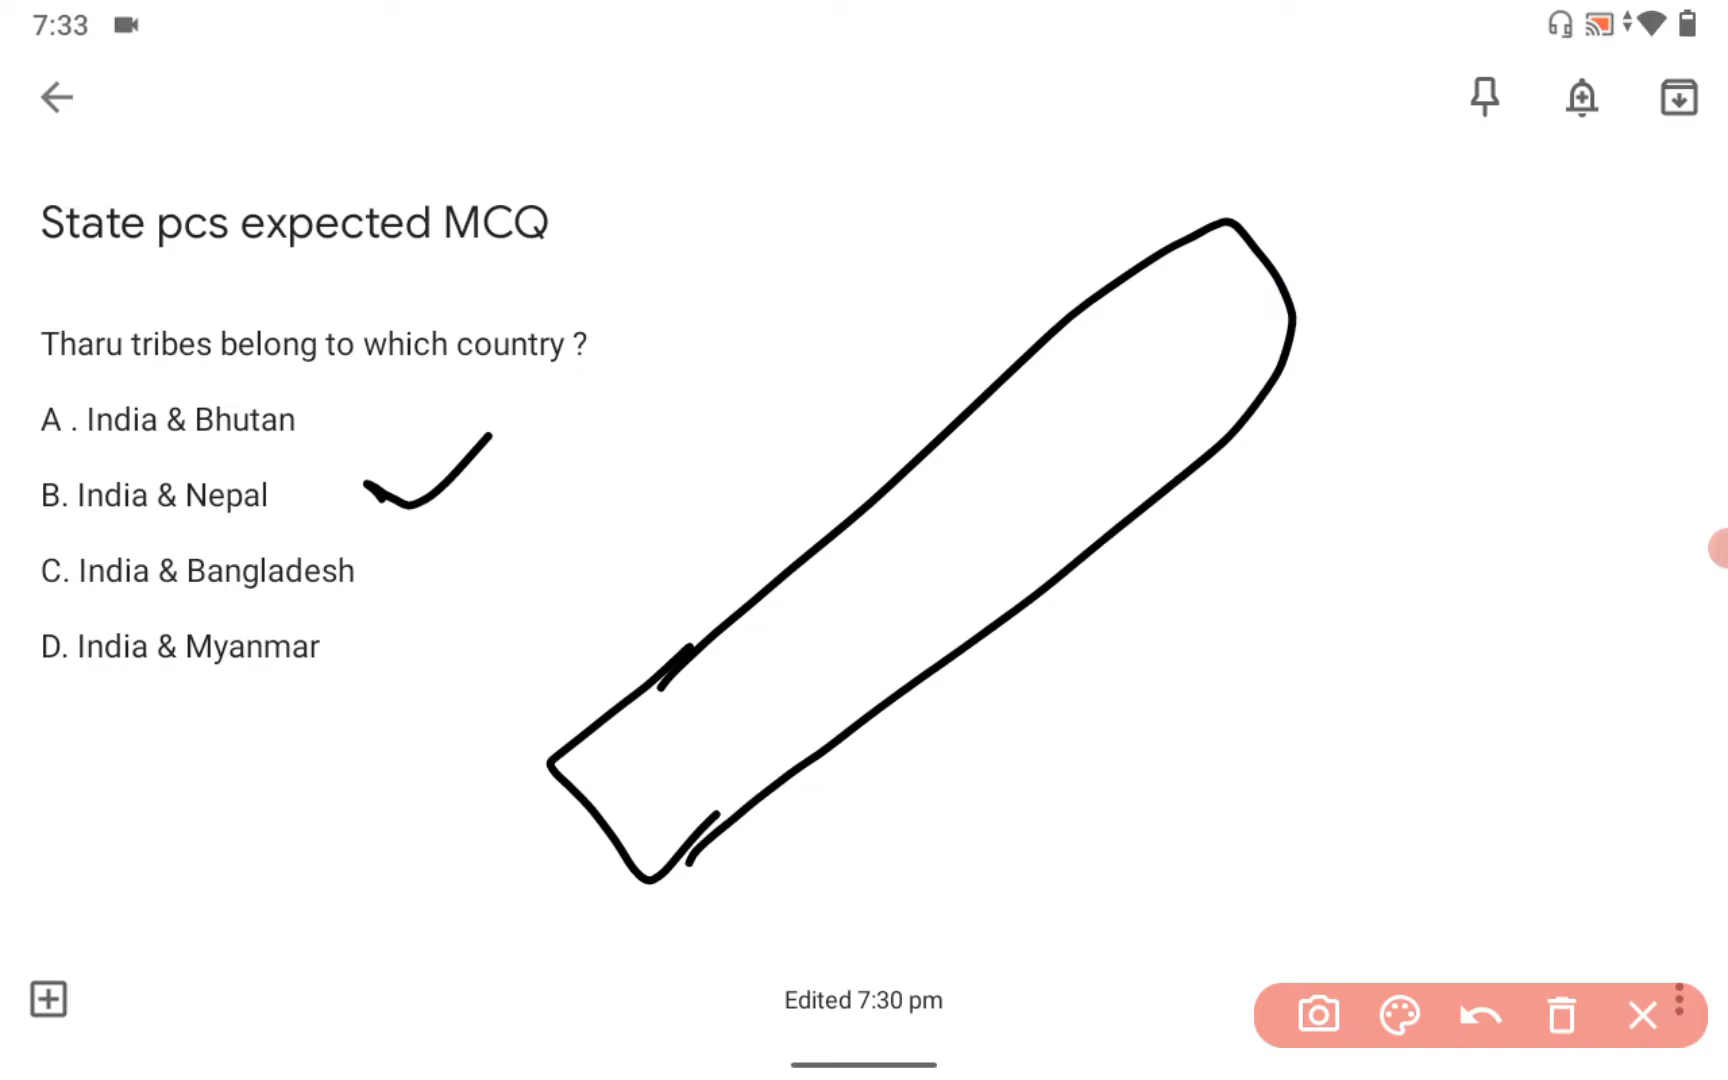 7:33
State pcs expected MCQ
Tharu tribes belong to which country ?
A . India & Bhutan
B. India & Nepal
C. India & Bangladesh
D. India & Myanmar
Edited 7:30 pm